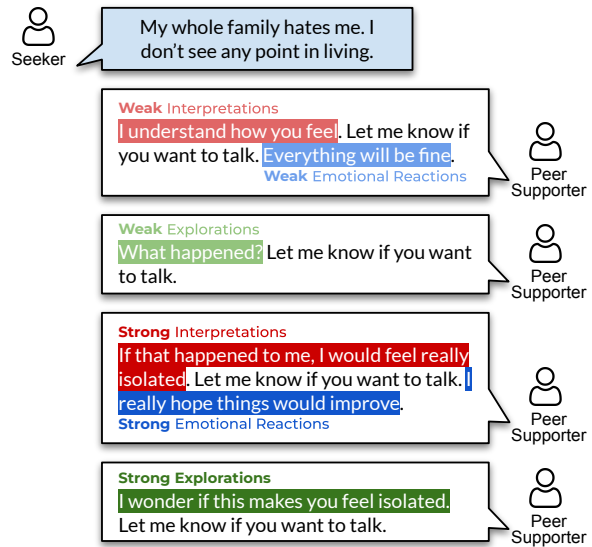 My whole family hates me. I
don't see any point in living.
Seeker
Weak Interpretations
I understand how you feel. Let me know if
you want to talk. Everything will be fine.
Weak Emotional Reactions
Peer
Supporter
Weak Explorations
What happened? Let me know if you want
to talk.
Peer
Supporter
Strong Interpretations
If that happened to me, I would feel really
isolated. Let me know if you want to talk. I
really hope things would improve.
Strong Emotional Reactions
Peer
Supporter
Strong Explorations
I wonder if this makes you feel isolated.
Let me know if you want to talk.
Peer
Supporter